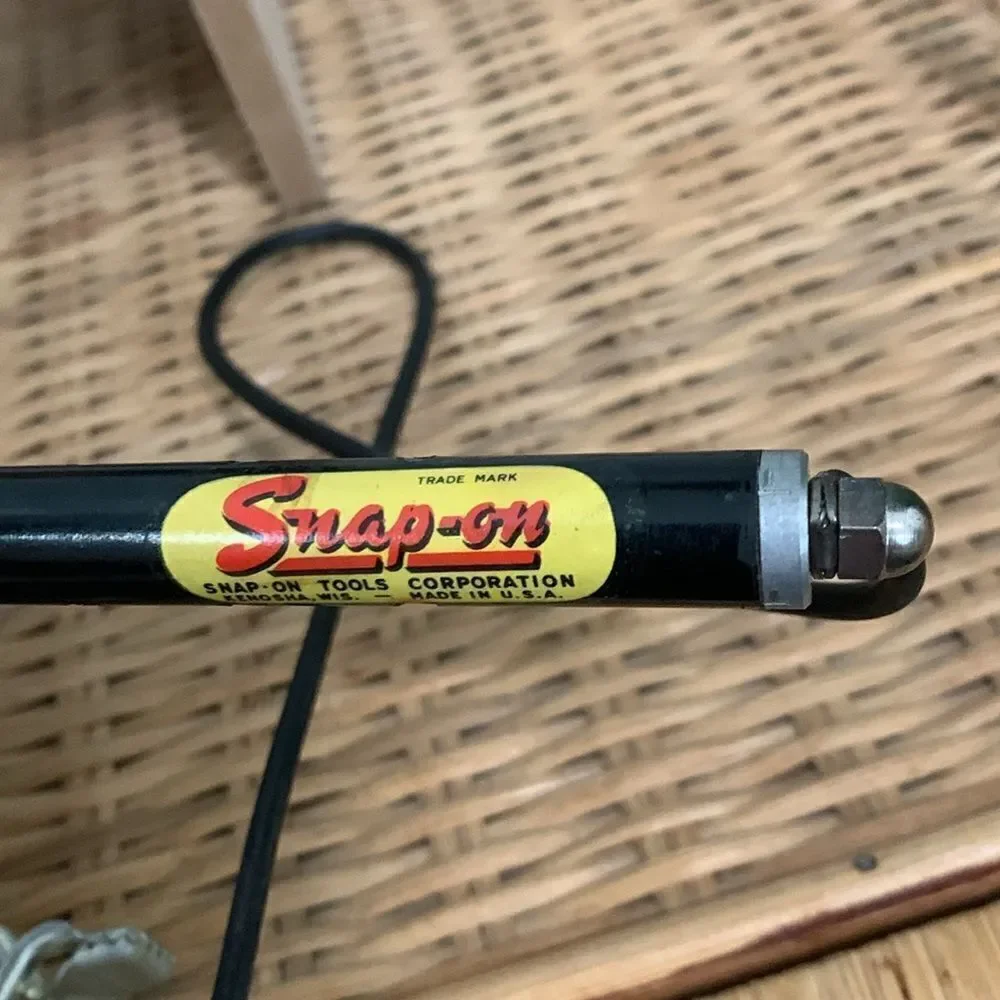 TRADE MARK
Snap-on
SNAP-ON TOOLS CORPORATION
KENOSHA, WIS. — MADE IN U.S.A.